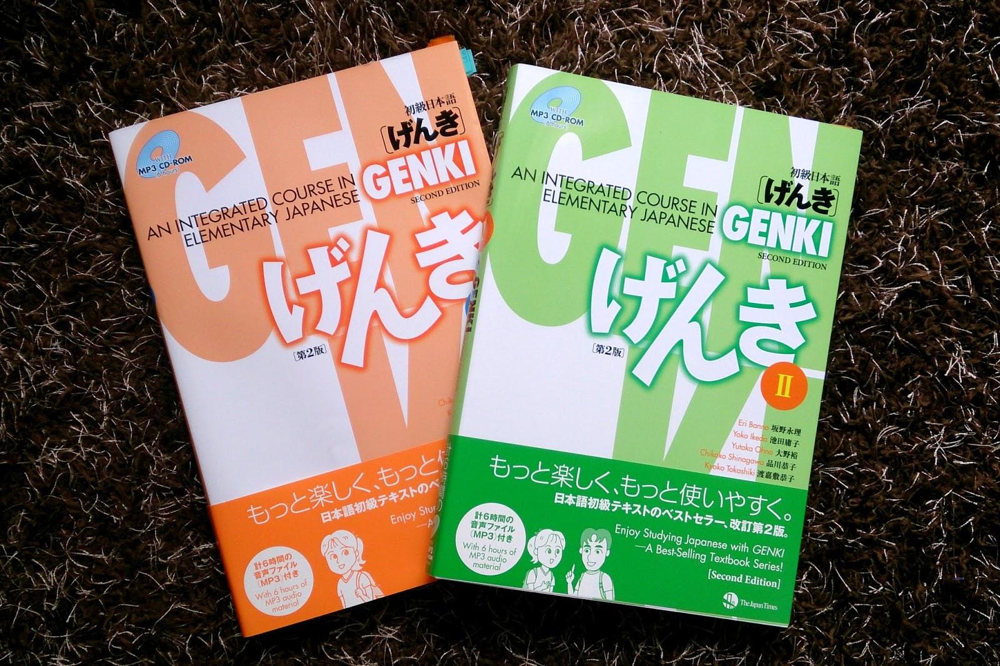 WITH
MP3 CD-ROM
(6 hours)
初級日本語
[げんき]
GENKI
SECOND EDITION
AN INTEGRATED COURSE IN
ELEMENTARY JAPANESE
げんき
[第2版]
もっと楽しく、もっと
日本語初級テキストのベ
Enjoy
計6時間の
音声ファイル
(MP3)付き
With 6 hours of
MP3 audio
material
GENKI
WITH
MP3 CD-ROM
(6 hours)
初級日本語
[げんき]
GENKI
SECOND EDITION
AN INTEGRATED COURSE IN
ELEMENTARY JAPANESE
げんき
[第2版]
II
Eri Banno 坂野永理
Yoko Ikeda 池田庸子
Yutaka Ohno 大野裕
Chikako Shinagawa 品川恭子
Kyoko Tokashiki 渡嘉敷恭子
もっと楽しく、もっと使いやすく。
日本語初級テキストのベストセラー、改訂第2版。
Enjoy Studying Japanese with GENKI
—A Best-Selling Textbook Series!
[Second Edition]
計6時間の
音声ファイル
(MP3)付き
With 6 hours of
MP3 audio
material
The Japan Times